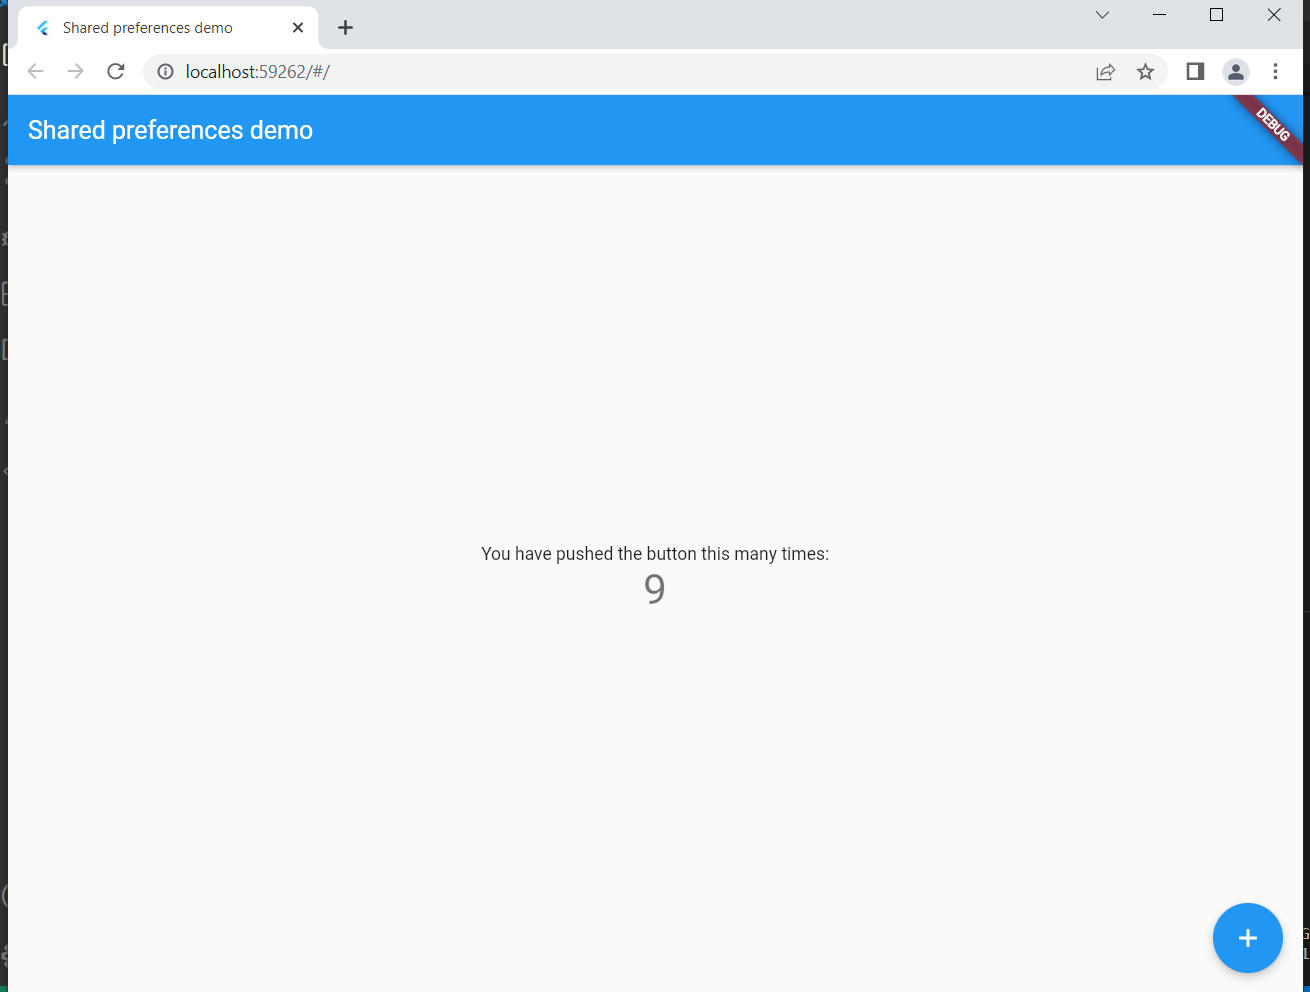 Shared preferences demo
localhost:59262/#/
Shared preferences demo
DEBUG
You have pushed the button this many times:
9